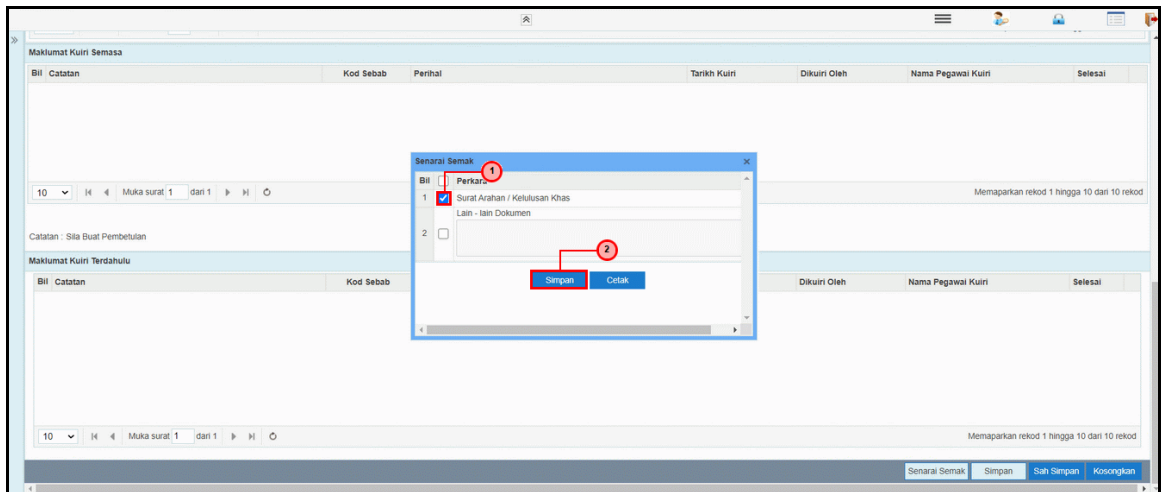 Maklumat Kuiri Semasa
Bil Catatan Kod Sebab Perihal Tarikh Kuiri Dikuiri Oleh Nama Pegawai Kuiri Selesai
Senarai Semak
1
Bil Perkara
1 Surat Arahan / Kelulusan Khas
Lain - lain Dokumen
2
10 Muka surat 1 dari 1 Memaparkan rekod 1 hingga 10 dari 10 rekod
Catatan : Sila Buat Pembetulan
2
Maklumat Kuiri Terdahulu
Bil Catatan Kod Sebab Dikuiri Oleh Nama Pegawai Kuiri Selesai
Simpan Cetak
10 Muka surat 1 dari 1 Memaparkan rekod 1 hingga 10 dari 10 rekod
Senarai Semak Simpan Sah Simpan Kosongkan